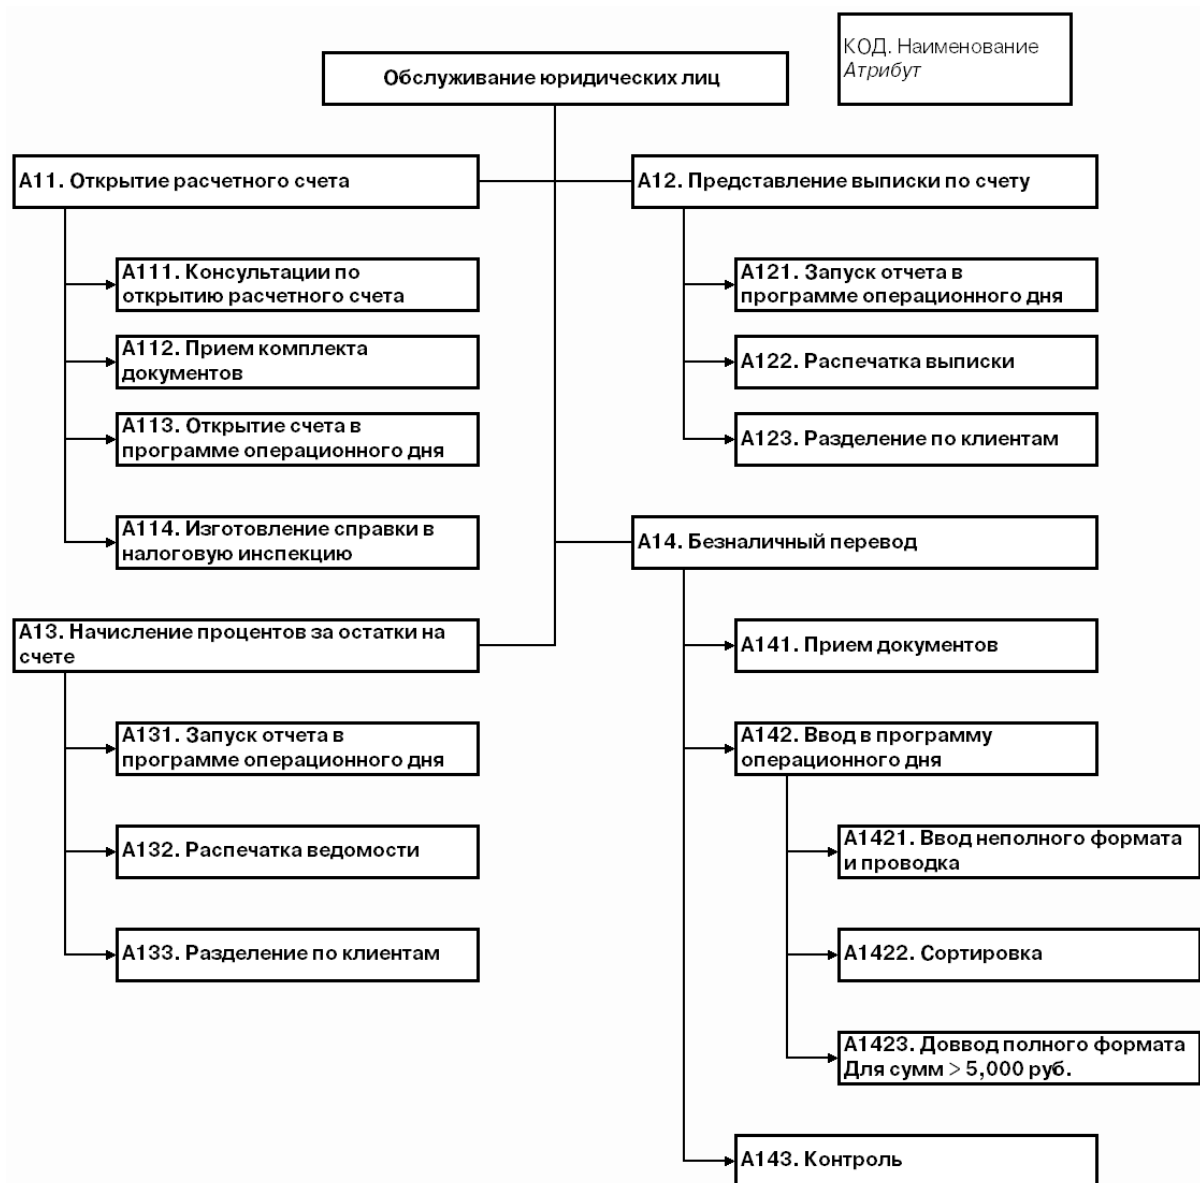 КОД. Наименование
Атрибут
Обслуживание юридических лиц
А11. Открытие расчетного счета
А12. Представление выписки по счету
А111. Консультации по
открытию расчетного счета
А121. Запуск отчета в
программе операционного дня
А112. Прием комплекта
документов
А122. Распечатка выписки
А113. Открытие счета в
программе операционного дня
А123. Разделение по клиентам
А114. Изготовление справки в
налоговую инспекцию
А14. Безналичный перевод
А13. Начисление процентов за остатки на
счете
А141. Прием документов
А131. Запуск отчета в
программе операционного дня
А142. Ввод в программу
операционного дня
А132. Распечатка ведомости
А1421. Ввод неполного формата
и проводка
А133. Разделение по клиентам
А1422. Сортировка
А1423. Доввод полного формата
Для сумм > 5,000 руб.
А143. Контроль